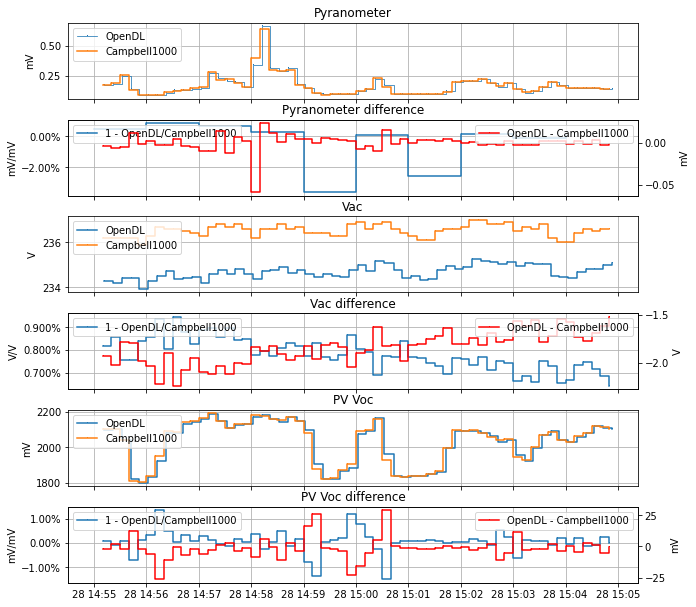 Pyranometer
OpenDL
Campbell1000
0.50
0.25
mV
Pyranometer difference
1 - OpenDL/Campbell1000
OpenDL - Campbell1000
0.00%
−2.00%
mV/mV
0.00
−0.05
mV
Vac
OpenDL
Campbell1000
236
234
V
Vac difference
1 - OpenDL/Campbell1000
OpenDL - Campbell1000
0.900%
0.800%
0.700%
V/V
−1.5
−2.0
V
PV Voc
OpenDL
Campbell1000
2200
2000
1800
mV
PV Voc difference
1 - OpenDL/Campbell1000
OpenDL - Campbell1000
1.00%
0.00%
−1.00%
mV/mV
25
0
−25
mV
28 14:55 28 14:56 28 14:57 28 14:58 28 14:59 28 15:00 28 15:01 28 15:02 28 15:03 28 15:04 28 15:05